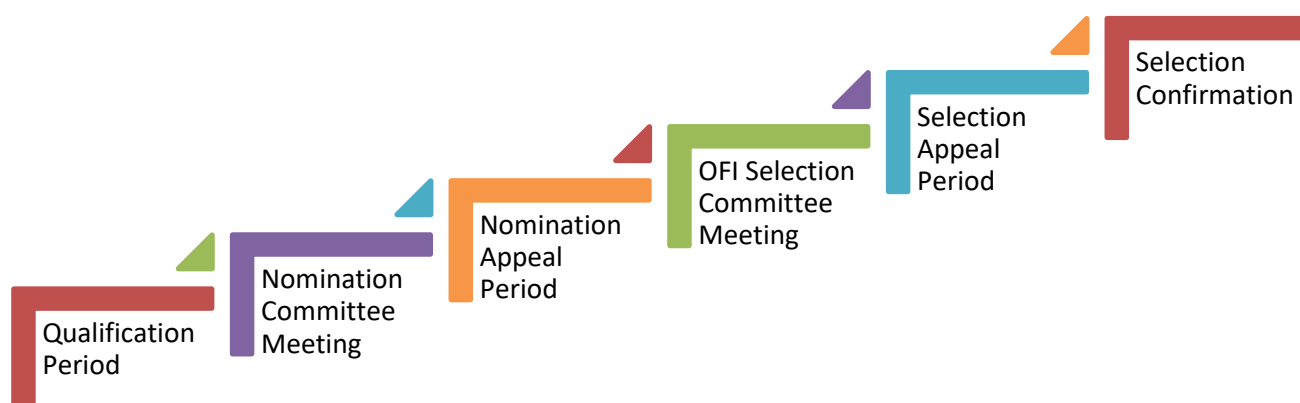 Qualification
Period
Nomination
Committee
Meeting
Nomination
Appeal
Period
OFI Selection
Committee
Meeting
Selection
Appeal
Period
Selection
Confirmation